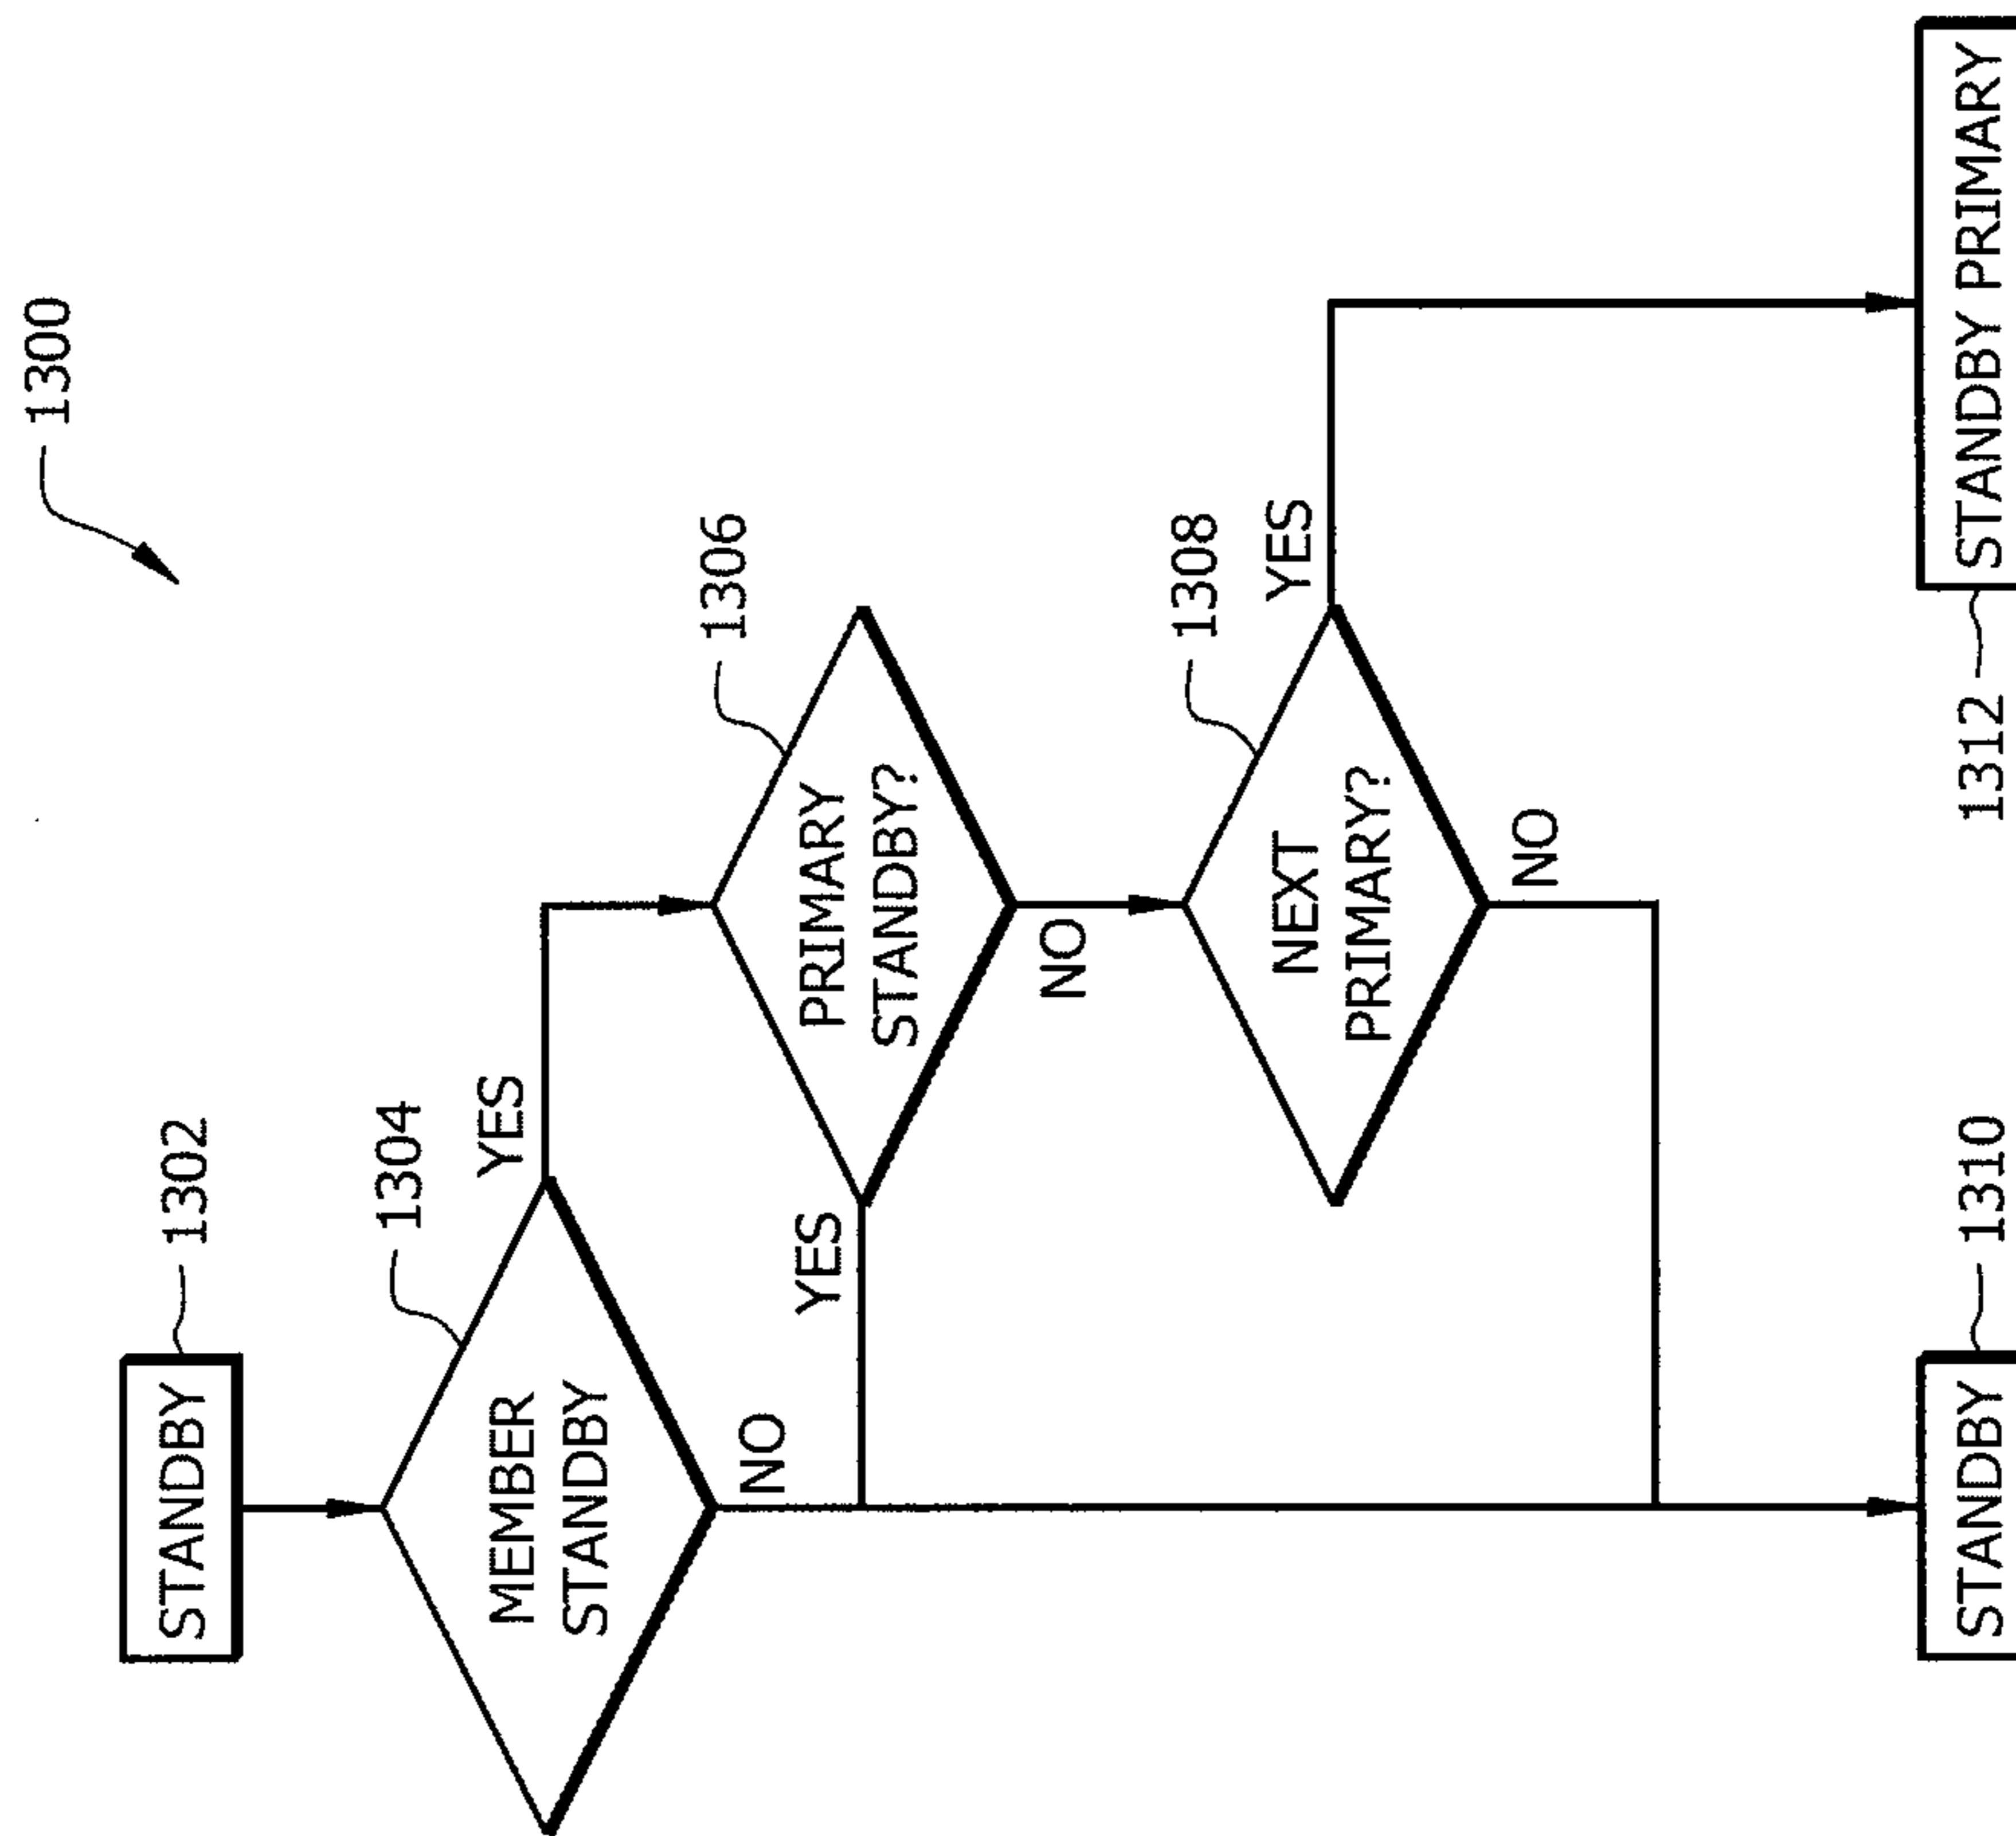 1300
STANDBY
1302
MEMBER
STANDBY
1304
YES
NO
PRIMARY
STANDBY?
1306
YES
NO
NEXT
PRIMARY?
1308
YES
NO
STANDBY
1310
STANDBY PRIMARY
1312